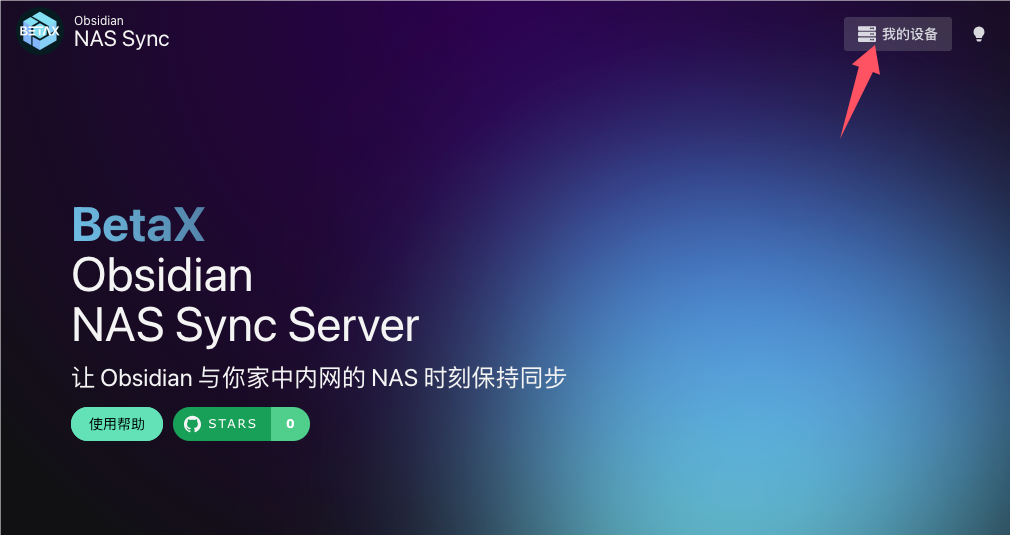 BETAX
Obsidian
NAS Sync
我的设备
BetaX
Obsidian
NAS Sync Server
让 Obsidian 与你家中内网的 NAS 时刻保持同步
使用帮助
STARS 0